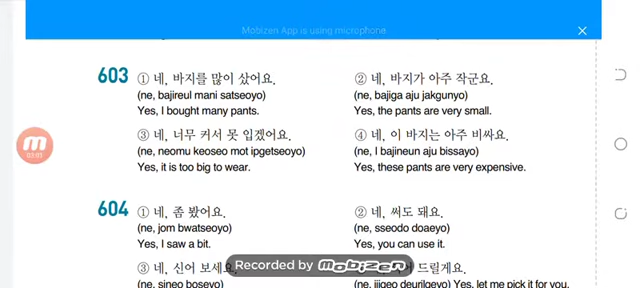 Mobizen App is using microphone
603
① 네, 바지를 많이 샀어요.
(ne, bajireul mani satseoyo)
Yes, I bought many pants.
② 네, 바지가 아주 작군요.
(ne, bajiga aju jakgunyo)
Yes, the pants are very small.
③ 네, 너무 커서 못 입겠어요.
(ne, neomu keoseo mot ipgetseoyo)
Yes, it is too big to wear.
④ 네, 이 바지는 아주 비싸요.
(ne, I bajineun aju bissayo)
Yes, these pants are very expensive.
604
① 네, 좀 봤어요.
(ne, jom bwatseoyo)
Yes, I saw a bit.
② 네, 써도 돼요.
(ne, sseodo doaeyo)
Yes, you can use it.
③ 네, 신어 보세요.
(ne, sineo boseyo)
드릴게요.
(ne, jjigeo deurilgeyo) Yes, let me pick it for you.
Recorded by mobizen